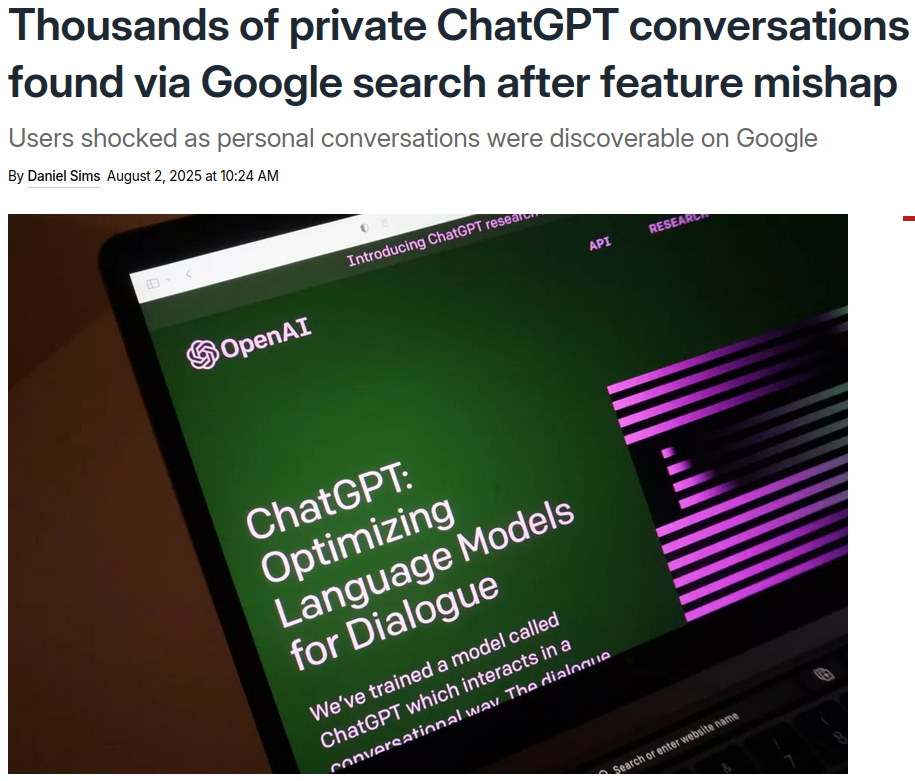 Thousands of private ChatGPT conversations
found via Google search after feature mishap
Users shocked as personal conversations were discoverable on Google
By Daniel Sims August 2, 2025 at 10:24 AM
Introducing ChatGPT research
API RESEARCH
OpenAI
ChatGPT:
Optimizing
Language Models
for Dialogue
We've trained a model called
ChatGPT which interacts in a
conversational way. The dialogue
Search or enter website name
7
8